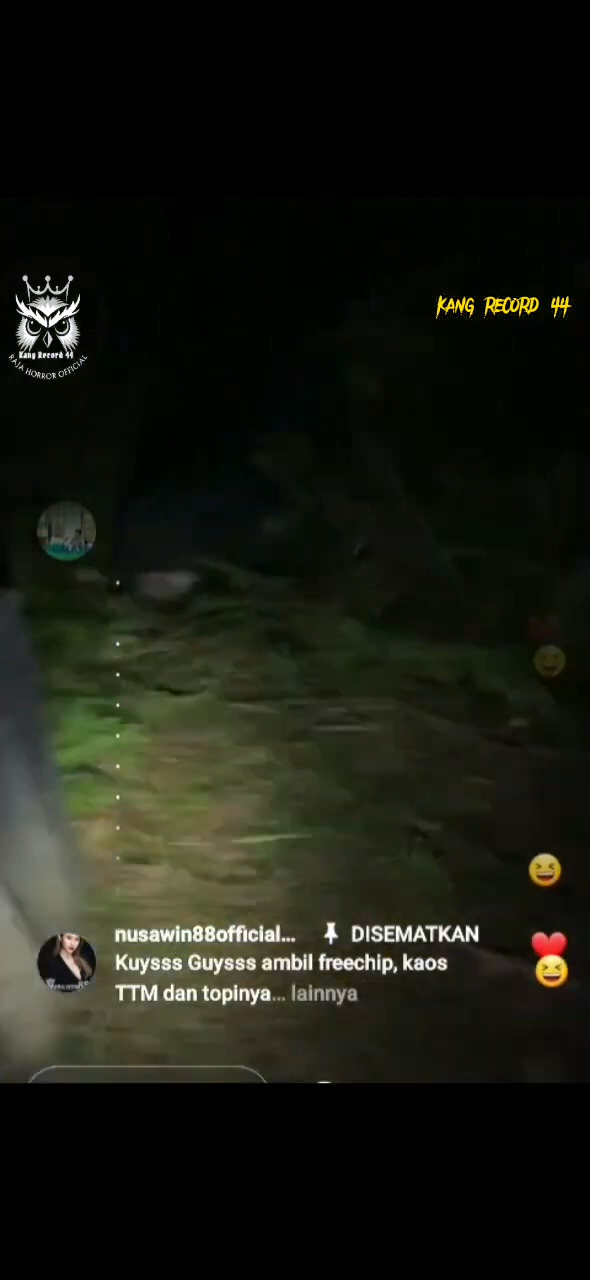 Kang Record 44
RAJA HORROR OFFICIAL
KANG RECORD 44
nusawin88official... DISEMATKAN
Kuysss Guysss ambil freechip, kaos
TTM dan topinya... lainnya